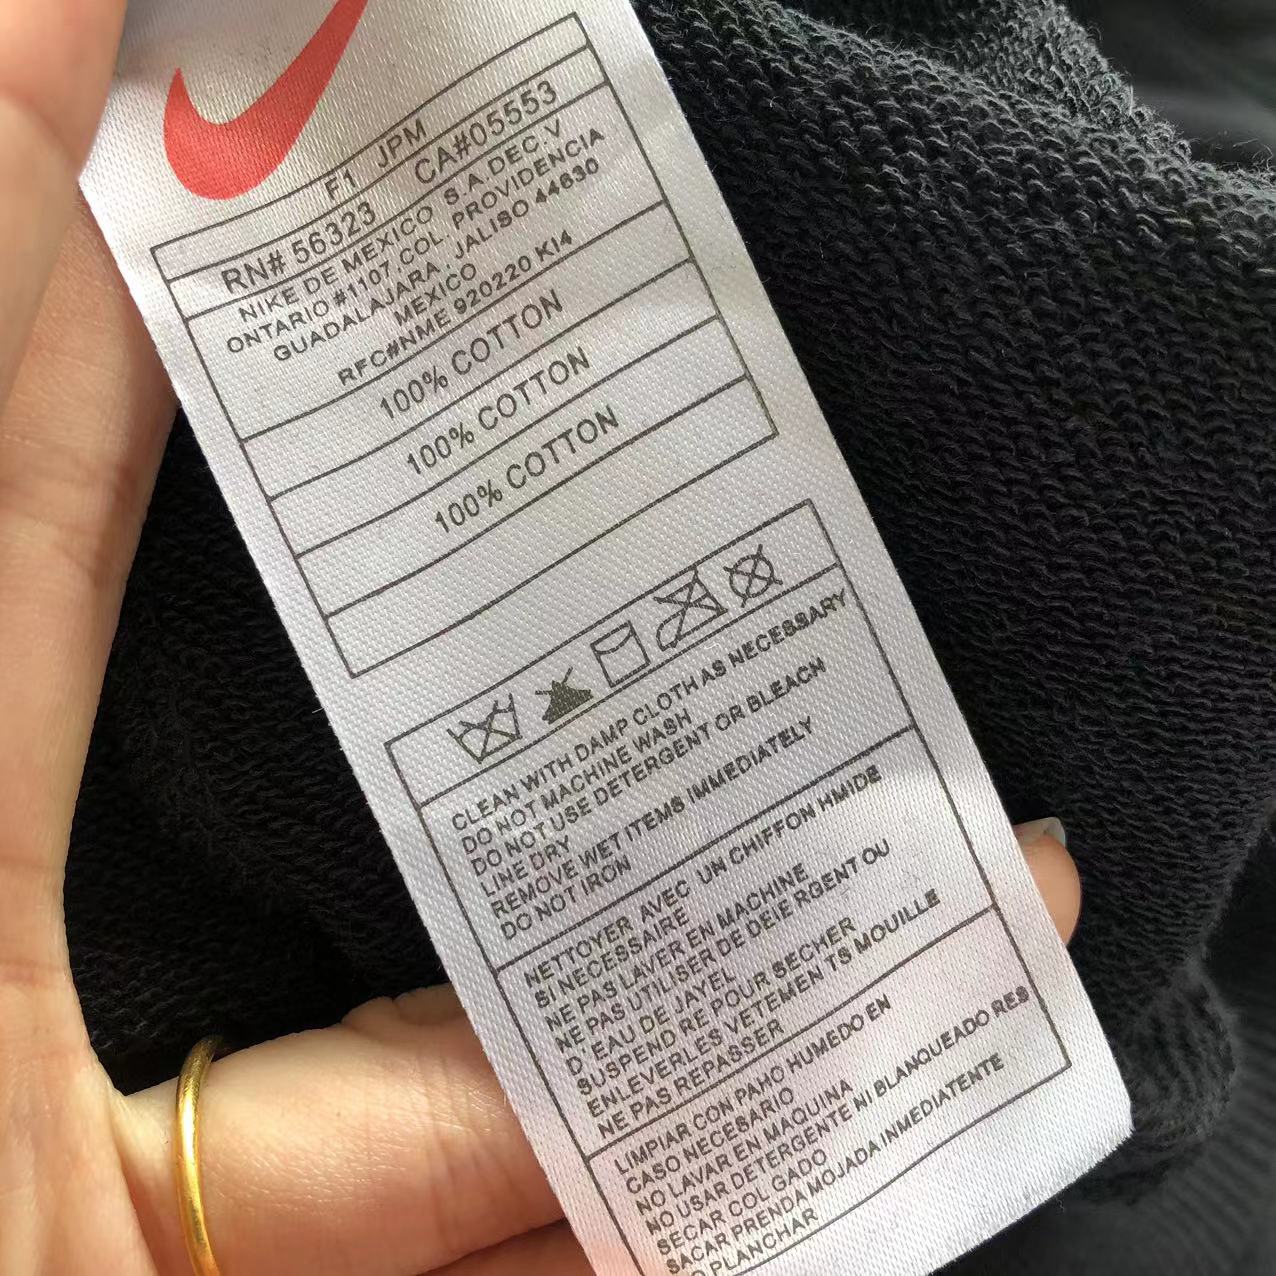 F1 JPM
RN# 56323 CA#05553
NIKE DE MEXICO S.A.DEC.V
ONTARIO #1107,COL. PROVIDENCIA
GUADALAJARA, JALISO 44630
MEXICO
RFC#NME 920220 KI4
100% COTTON
100% COTTON
100% COTTON
CLEAN WITH DAMP CLOTH AS NECESSARY
DO NOT MACHINE WASH
DO NOT USE DETERGENT OR BLEACH
LINE DRY
REMOVE WET ITEMS IMMEDIATELY
DO NOT IRON
NETTOYER AVEC UN CHIFFON HMIDE
SI NECESSAIRE
NE PAS LAVER EN MACHINE
NE PAS UTILISER DE DEIE RGENT OU
D' EAU DE JAYEL
SUSPEND RE POUR SECHER
ENLEVERLES VETEMEN TS MOUILLE
NE PAS REPASSER
LIMPIAR CON PAHO HUMEDO EN
CASO NECESARIO
NO LAVAR EN MAQUINA
NO USAR DETERGENTE NI BLANQUEADO RES
SECAR COL GADO
SACAR PRENDA MOJADA INMEDIATENTE
O PLANCHAR